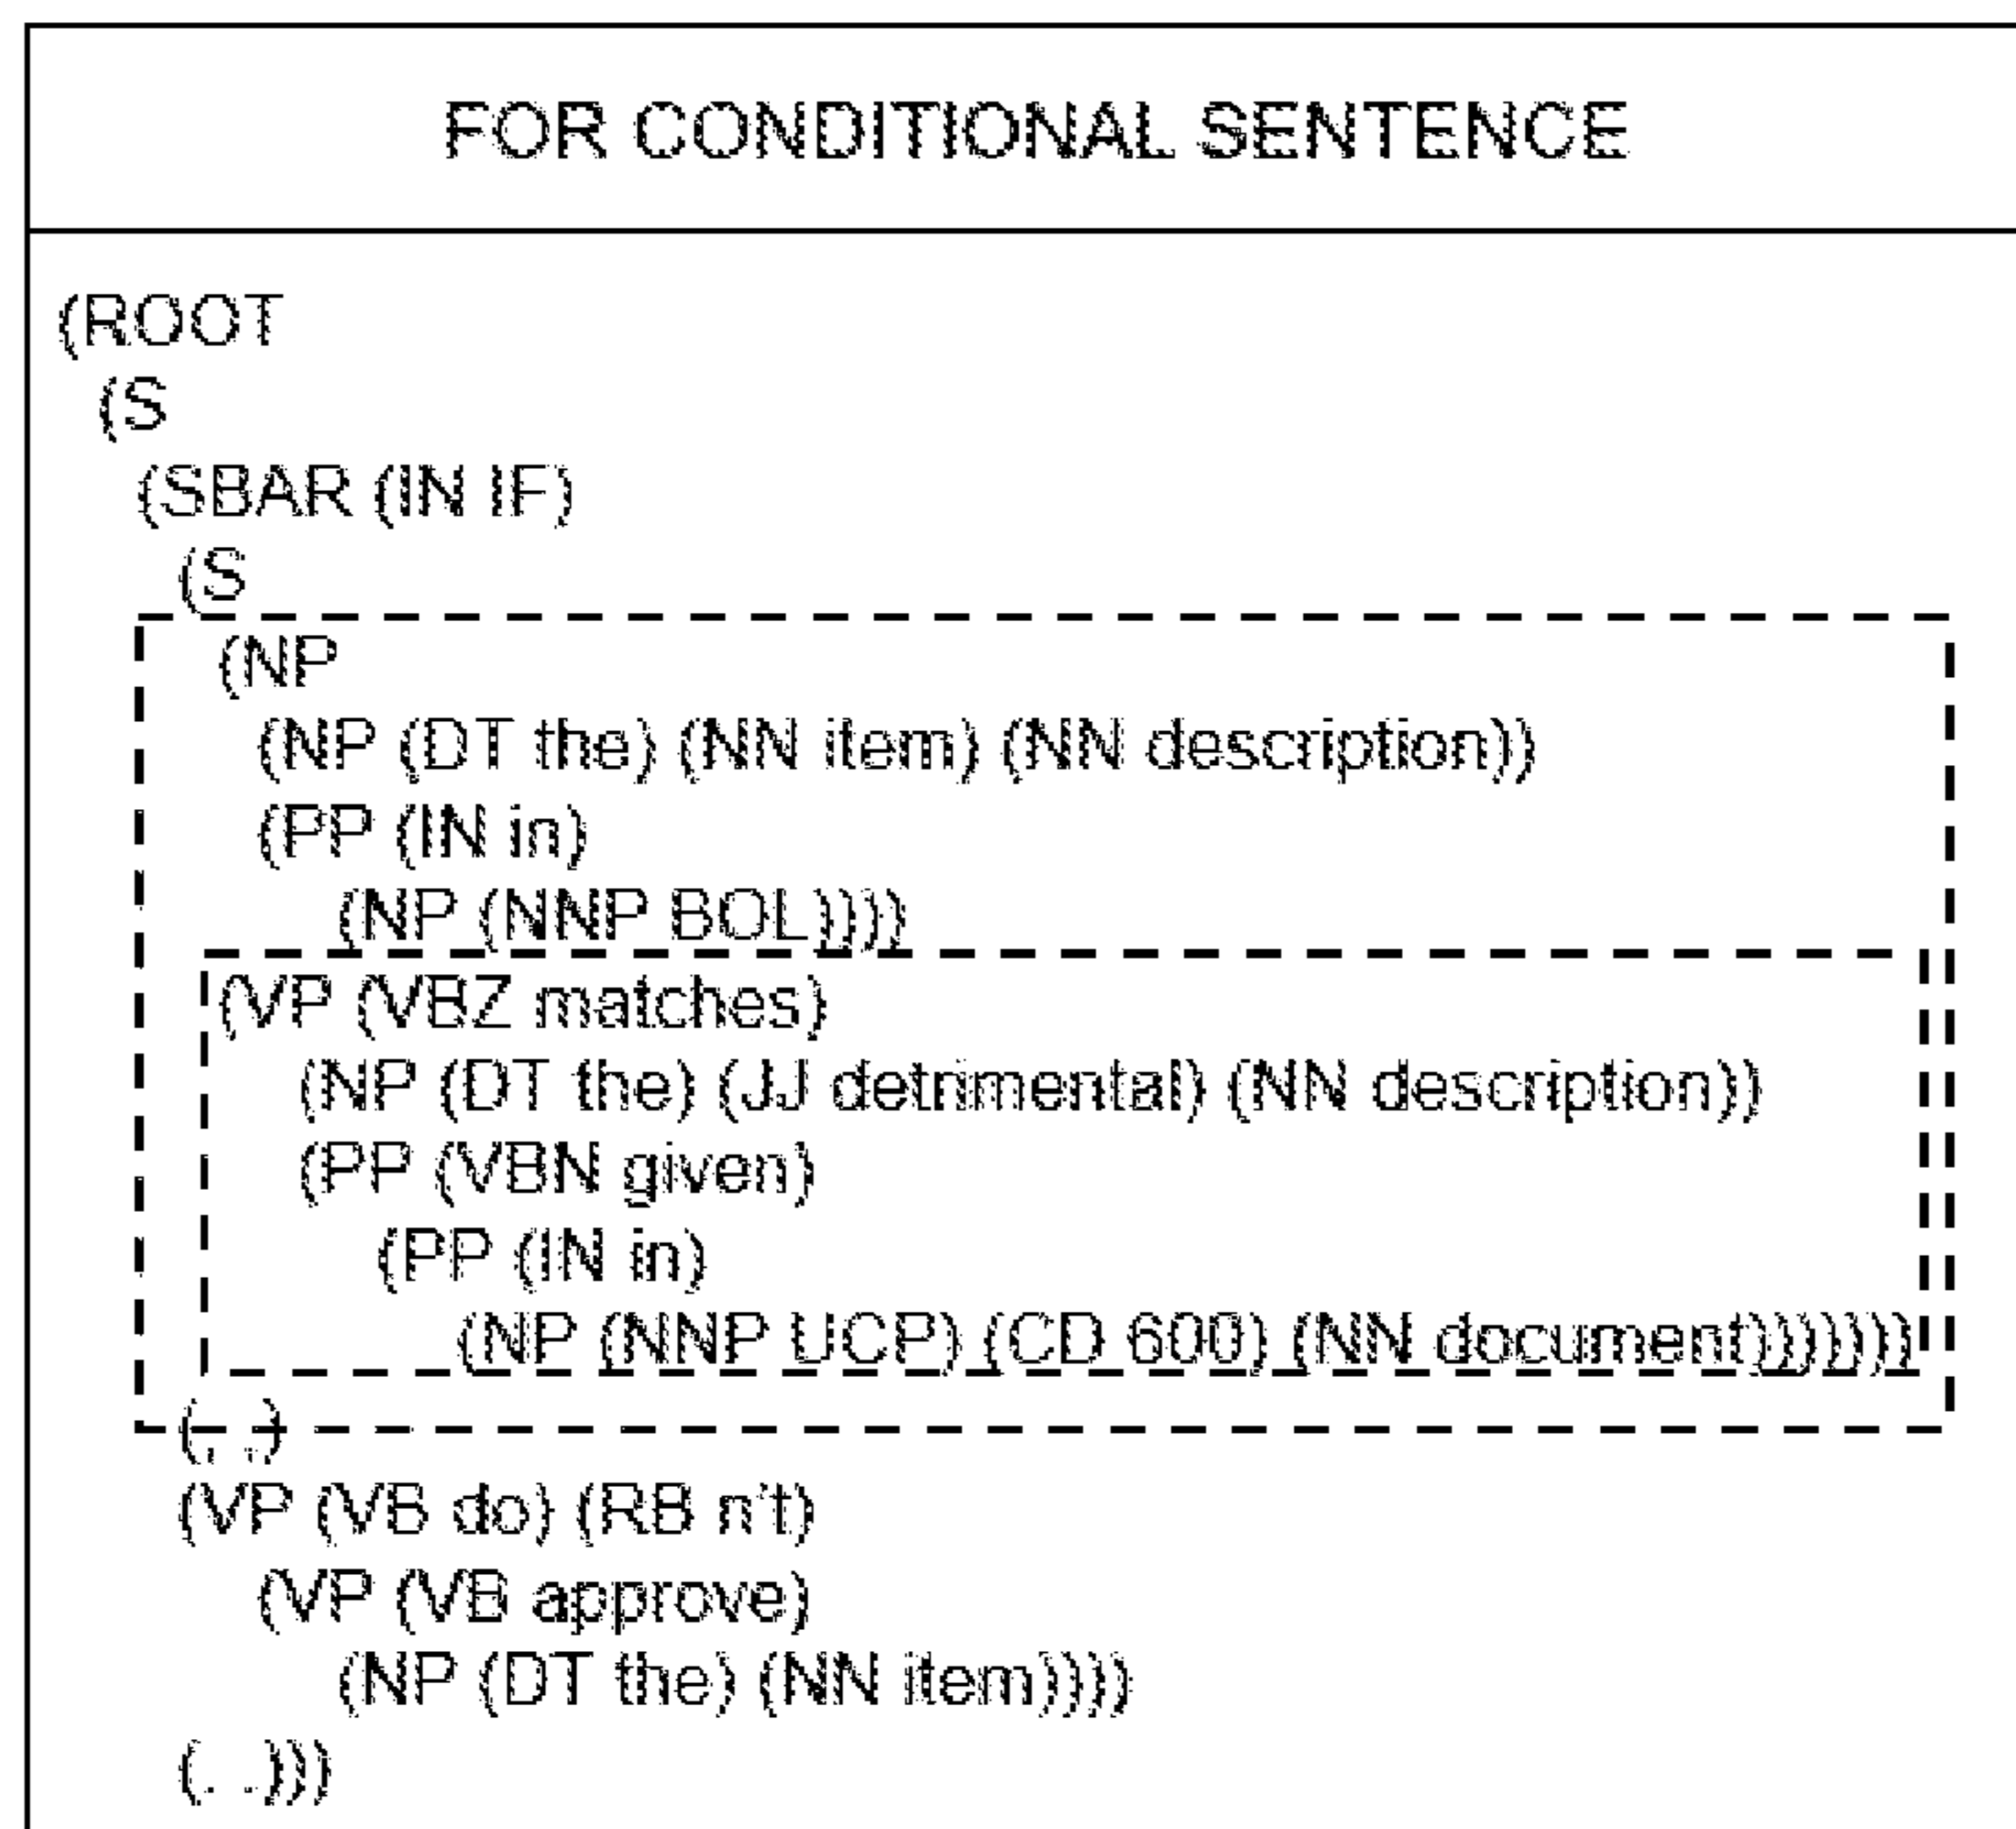 FOR CONDITIONAL SENTENCE
(ROOT
(S
(SBAR (IN IF)
(S
(NP
(NP (DT the) (NN item) (NN description))
(PP (IN in)
(NP (NNP BOL))))
(VP (VBZ matches)
(NP (DT the) (JJ detrimental) (NN description))
(PP (VBN given)
(PP (IN in)
(NP (NNP UCP) (CD 600) (NN document))))))
(, ,)
(VP (VB do) (RB n't)
(VP (VB approve)
(NP (DT the) (NN item))))
(. .)))